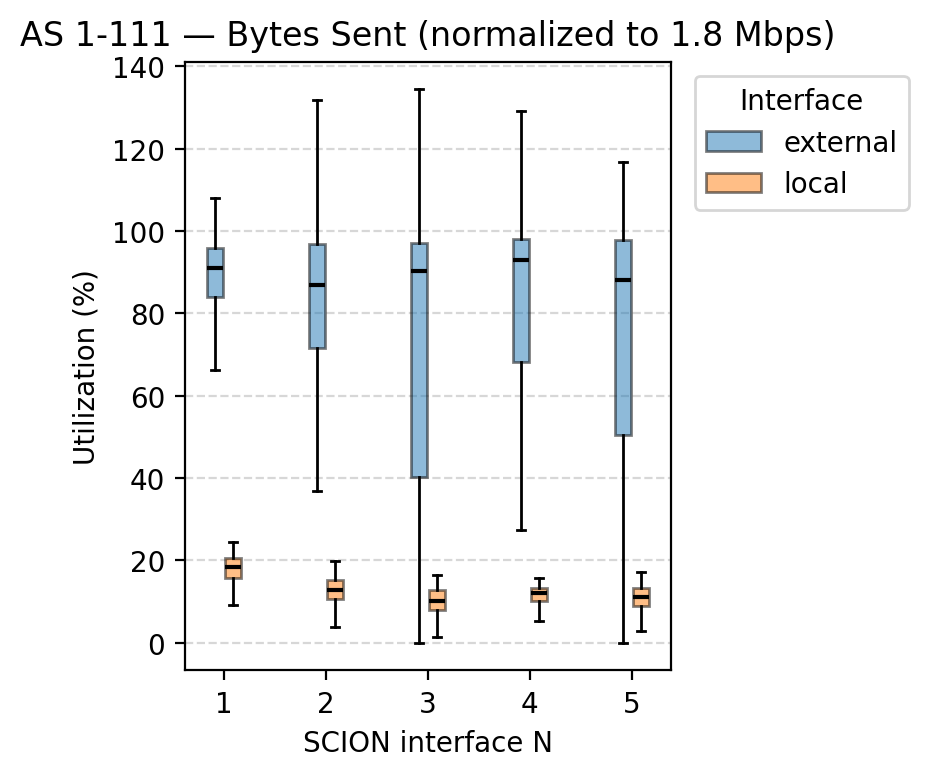 AS 1-111 — Bytes Sent (normalized to 1.8 Mbps)
140
120
100
80
60
40
20
0
Utilization (%)
1 2 3 4 5
SCION interface N
Interface
external
local